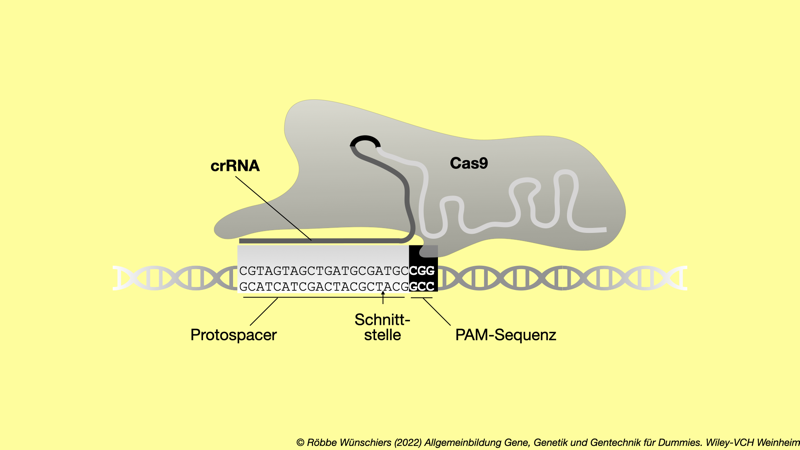 crRNA
Cas9
CGTAGTAGCTGATGCGATGCCGG
GCATCATCGACTACGCTACGGCC
Protospacer
Schnitt-
stelle
PAM-Sequenz
© Röbbe Wünschiers (2022) Allgemeinbildung Gene, Genetik und Gentechnik für Dummies. Wiley-VCH Weinheim